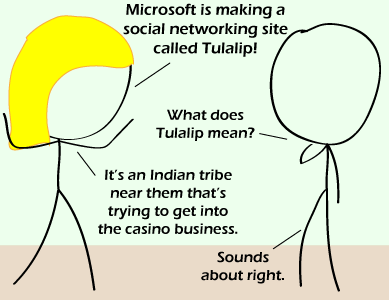 Microsoft is making a
social networking site
called Tulalip!
What does
Tulalip mean?
It's an Indian tribe
near them that's
trying to get into
the casino business.
Sounds
about right.